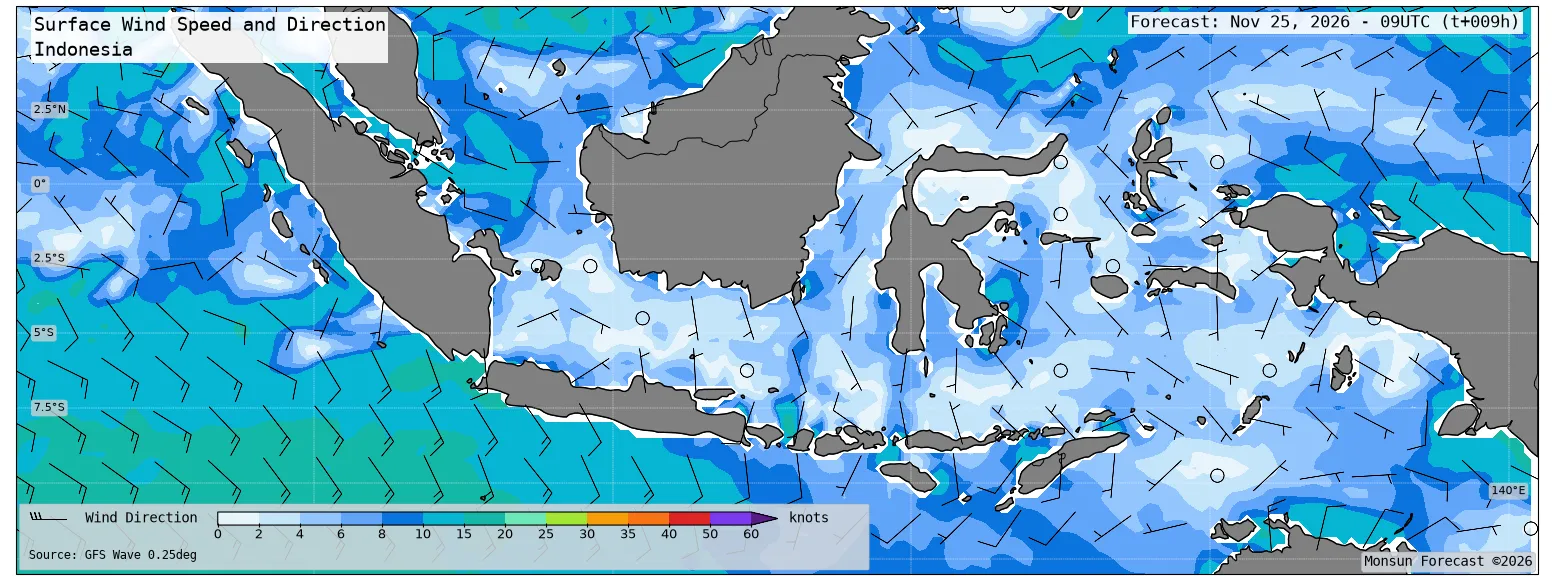 Surface Wind Speed and Direction
Indonesia
Forecast: Nov 25, 2026 - 09UTC (t+009h)
2.5°N
0°
2.5°S
5°S
7.5°S
140°E
Wind Direction
0 2 4 6 8 10 15 20 25 30 35 40 50 60
knots
Source: GFS Wave 0.25deg
Monsun Forecast ©2026